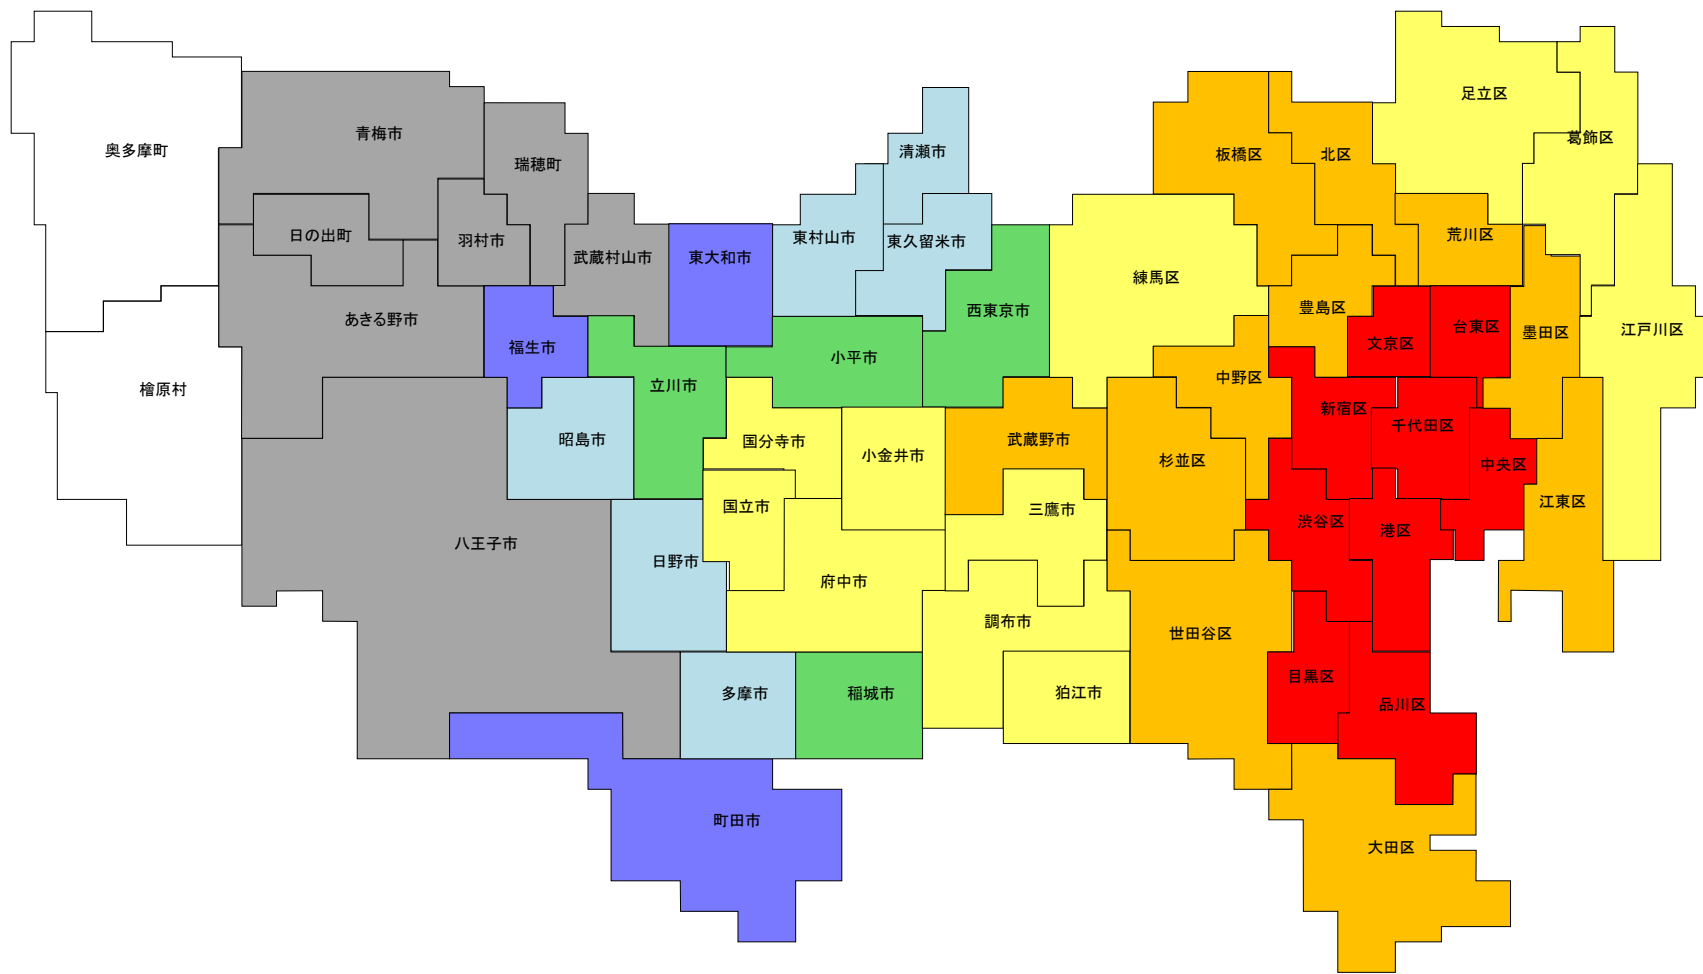 足立区
青梅市
葛飾区
奥多摩町
清瀬市
板橋区
北区
瑞穂町
日の出町
羽村市
東村山市
東久留米市
荒川区
武蔵村山市
東大和市
練馬区
豊島区
西東京市
あきる野市
台東区
墨田区
江戸川区
福生市
小平市
文京区
中野区
立川市
檜原村
新宿区
千代田区
昭島市
国分寺市
小金井市
武蔵野市
杉並区
中央区
国立市
三鷹市
渋谷区
港区
江東区
八王子市
日野市
府中市
調布市
世田谷区
目黒区
多摩市
稲城市
狛江市
品川区
町田市
大田区